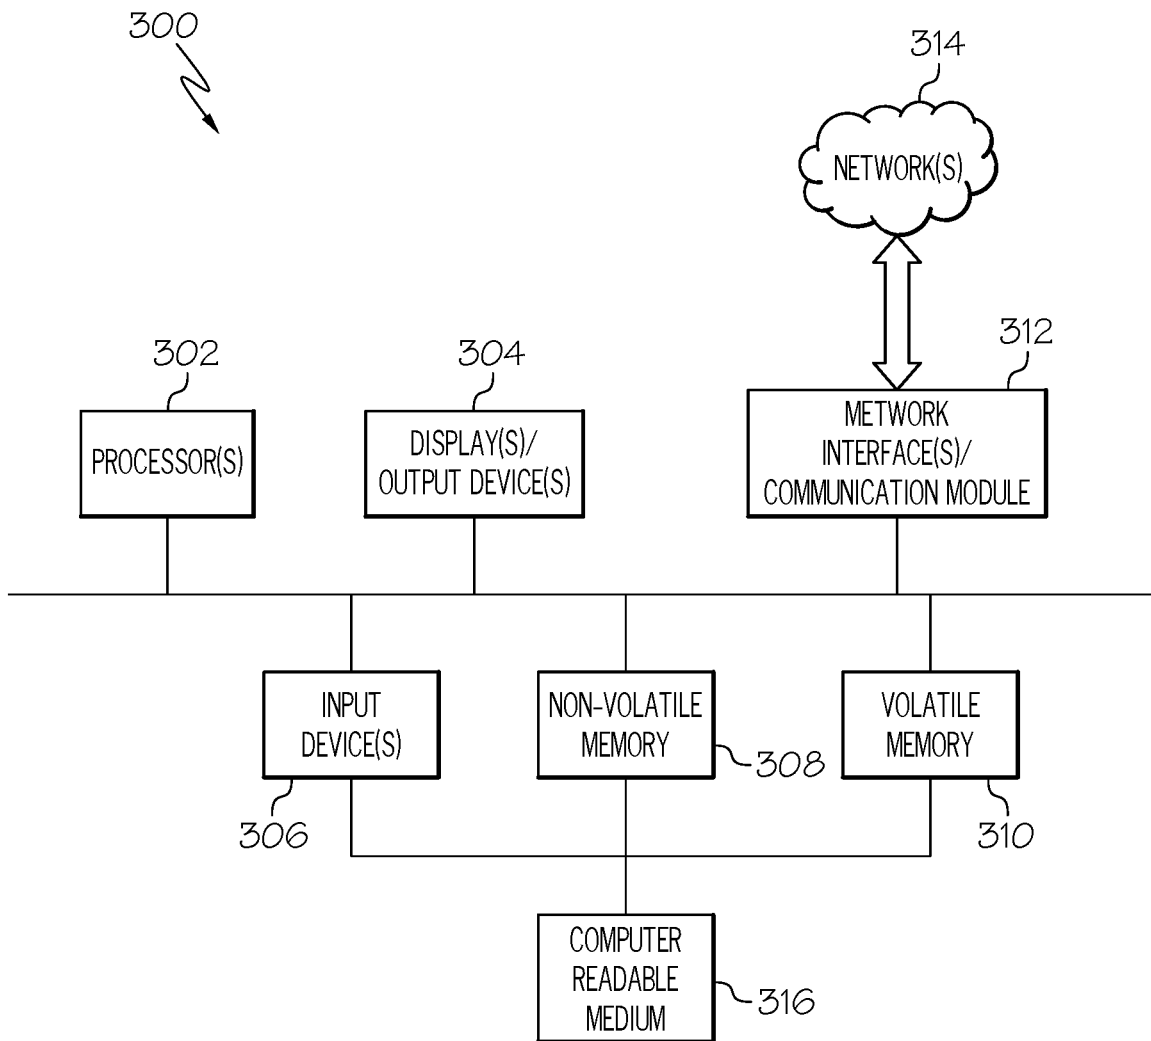 300
314
NETWORK(S)
302
304
312
PROCESSOR(S)
DISPLAY(S)/
OUTPUT DEVICE(S)
METWORK
INTERFACE(S)/
COMMUNICATION MODULE
INPUT
DEVICE(S)
NON-VOLATILE
MEMORY
VOLATILE
MEMORY
306
308
310
COMPUTER
READABLE
MEDIUM
316